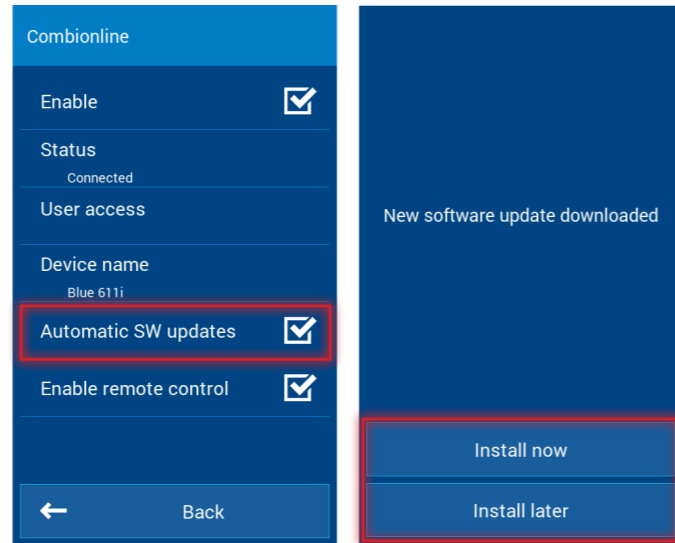 Combionline
Enable
Status
Connected
User access
Device name
Blue 611i
Automatic SW updates
Enable remote control
Back
New software update downloaded
Install now
Install later